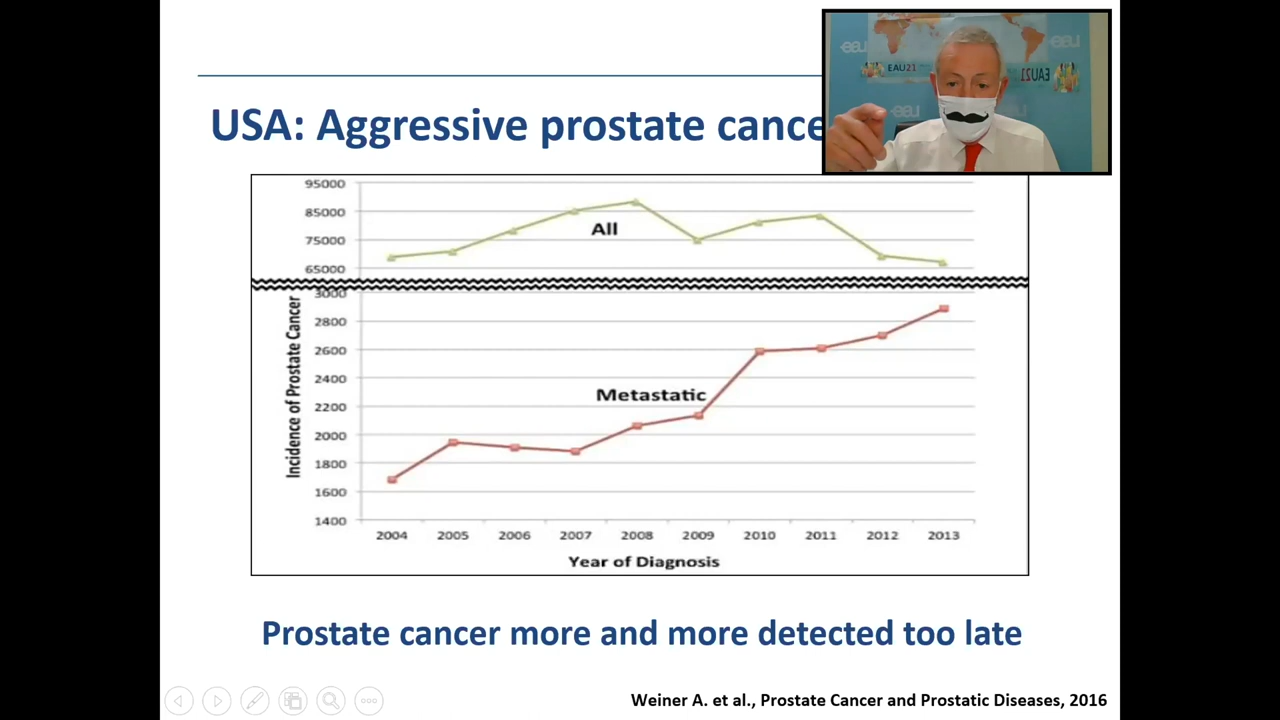 USA: Aggressive prostate cance
EAU21
EAU21
95000
85000
75000
65000
All
3000
2800
2600
2400
2200
2000
1800
1600
1400
Incidence of Prostate Cancer
Metastatic
2004 2005 2006 2007 2008 2009 2010 2011 2012 2013
Year of Diagnosis
Prostate cancer more and more detected too late
Weiner A. et al., Prostate Cancer and Prostatic Diseases, 2016